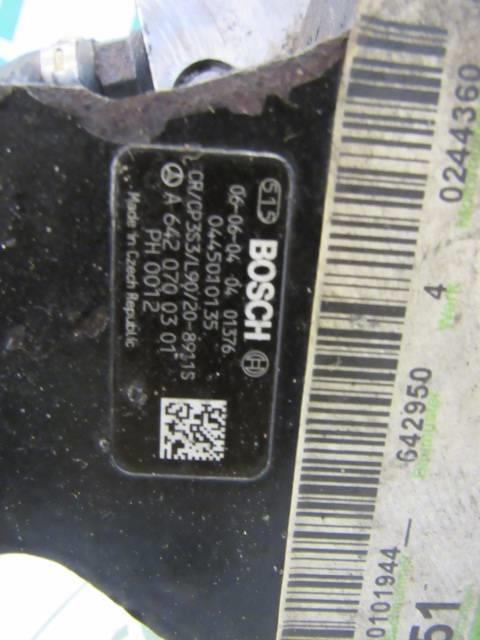 515 BOSCH
06-06-04 04 01376
0445010135
CR/CP3S3/L90/20-8911S
A 642 070 03 01
PH 0012
Made in Czech Republic
0244360
642950 4
0101944
51